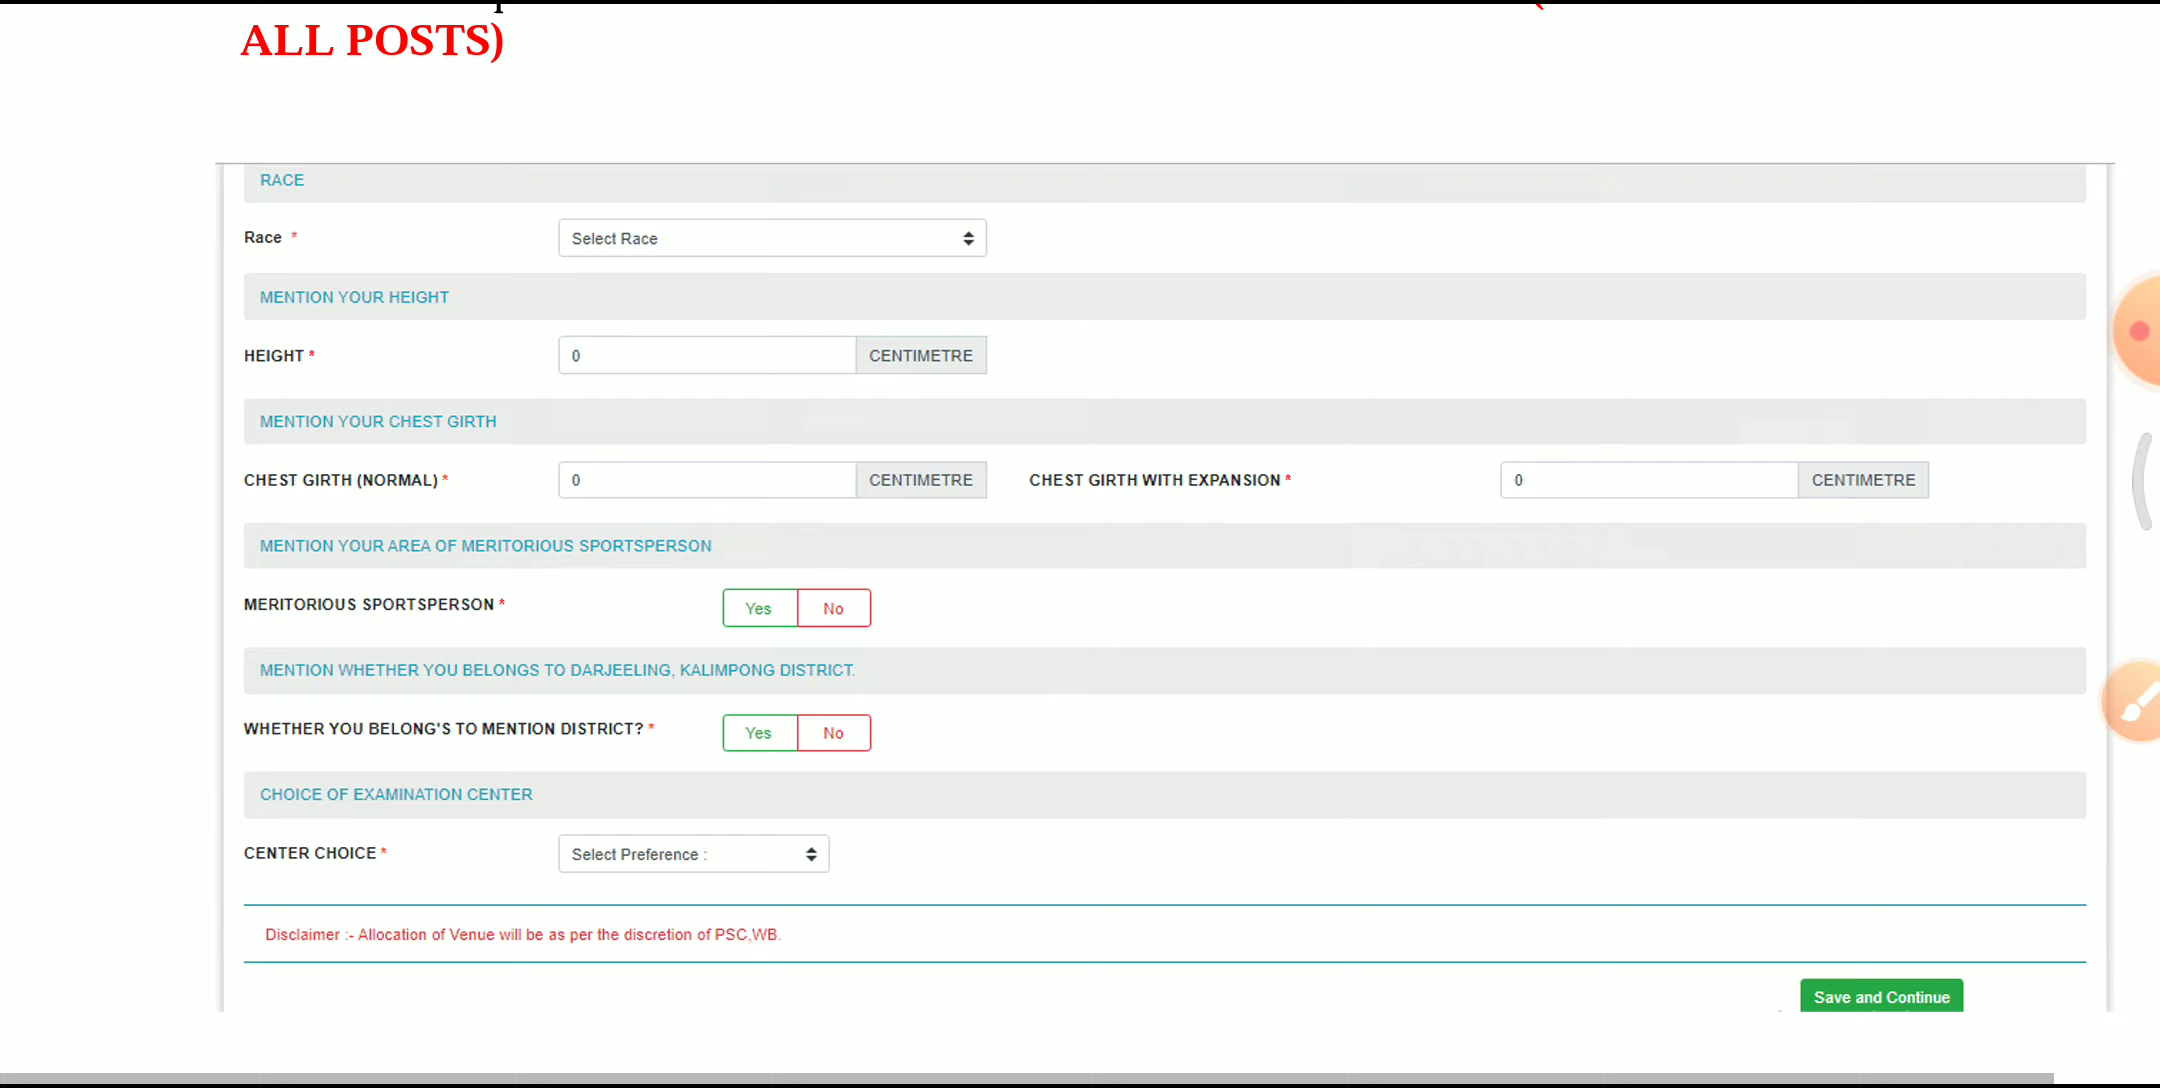 ALL POSTS)
RACE
Race * Select Race
MENTION YOUR HEIGHT
HEIGHT * 0 CENTIMETRE
MENTION YOUR CHEST GIRTH
CHEST GIRTH (NORMAL) * 0 CENTIMETRE CHEST GIRTH WITH EXPANSION * 0 CENTIMETRE
MENTION YOUR AREA OF MERITORIOUS SPORTSPERSON
MERITORIOUS SPORTSPERSON * Yes No
MENTION WHETHER YOU BELONGS TO DARJEELING, KALIMPONG DISTRICT.
WHETHER YOU BELONG'S TO MENTION DISTRICT? * Yes No
CHOICE OF EXAMINATION CENTER
CENTER CHOICE * Select Preference :
Disclaimer :- Allocation of Venue will be as per the discretion of PSC,WB.
Save and Continue